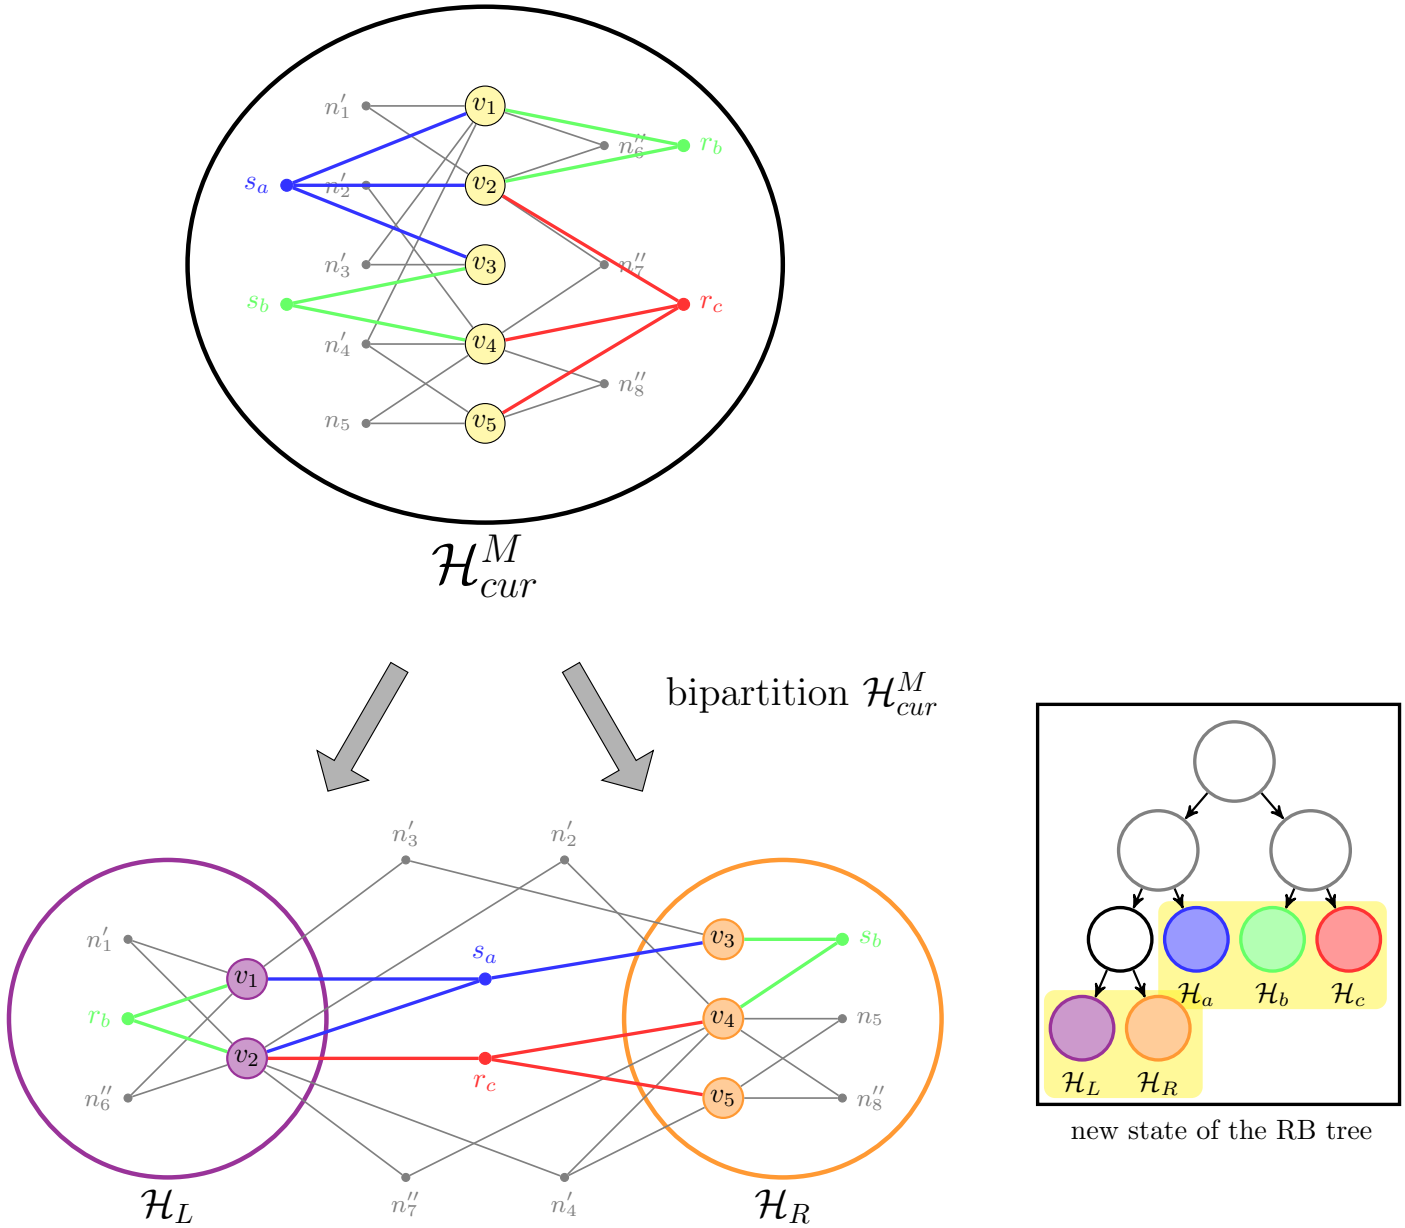 n′₁ v₁ n″₆ r_b
s_a n′₂ v₂
n′₃ v₃ n″₇
s_b r_c
n′₄ v₄ n″₈
n₅ v₅
ℋ^M_cur
bipartition ℋ^M_cur
n′₃ n′₂
n′₁ v₁ s_a v₃ s_b
r_b v₂ r_c v₄ n₅
n″₆ v₅ n″₈
n″₇ n′₄
ℋ_L ℋ_R
ℋ_a ℋ_b ℋ_c
ℋ_L ℋ_R
new state of the RB tree